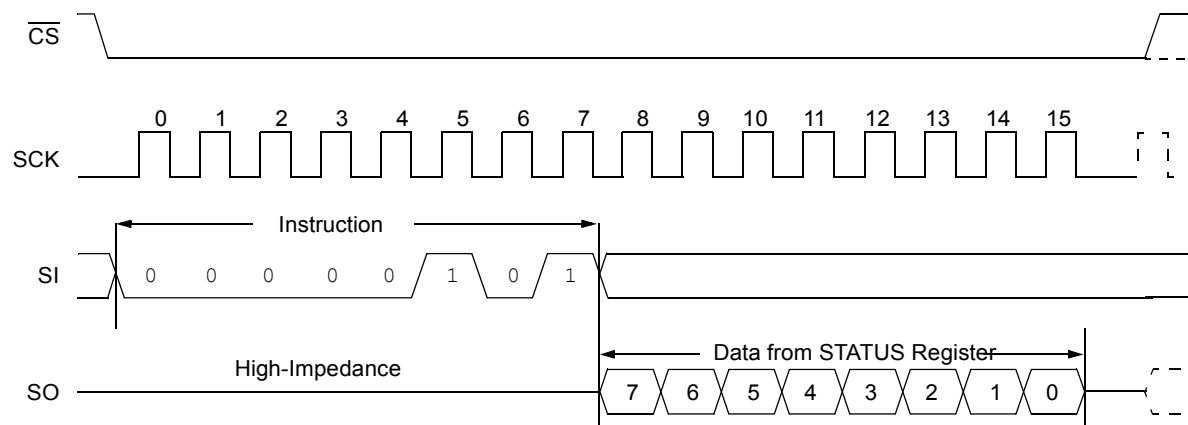 CS
0 1 2 3 4 5 6 7 8 9 10 11 12 13 14 15
SCK
Instruction
SI 0 0 0 0 0 1 0 1
Data from STATUS Register
High-Impedance
SO 7 6 5 4 3 2 1 0